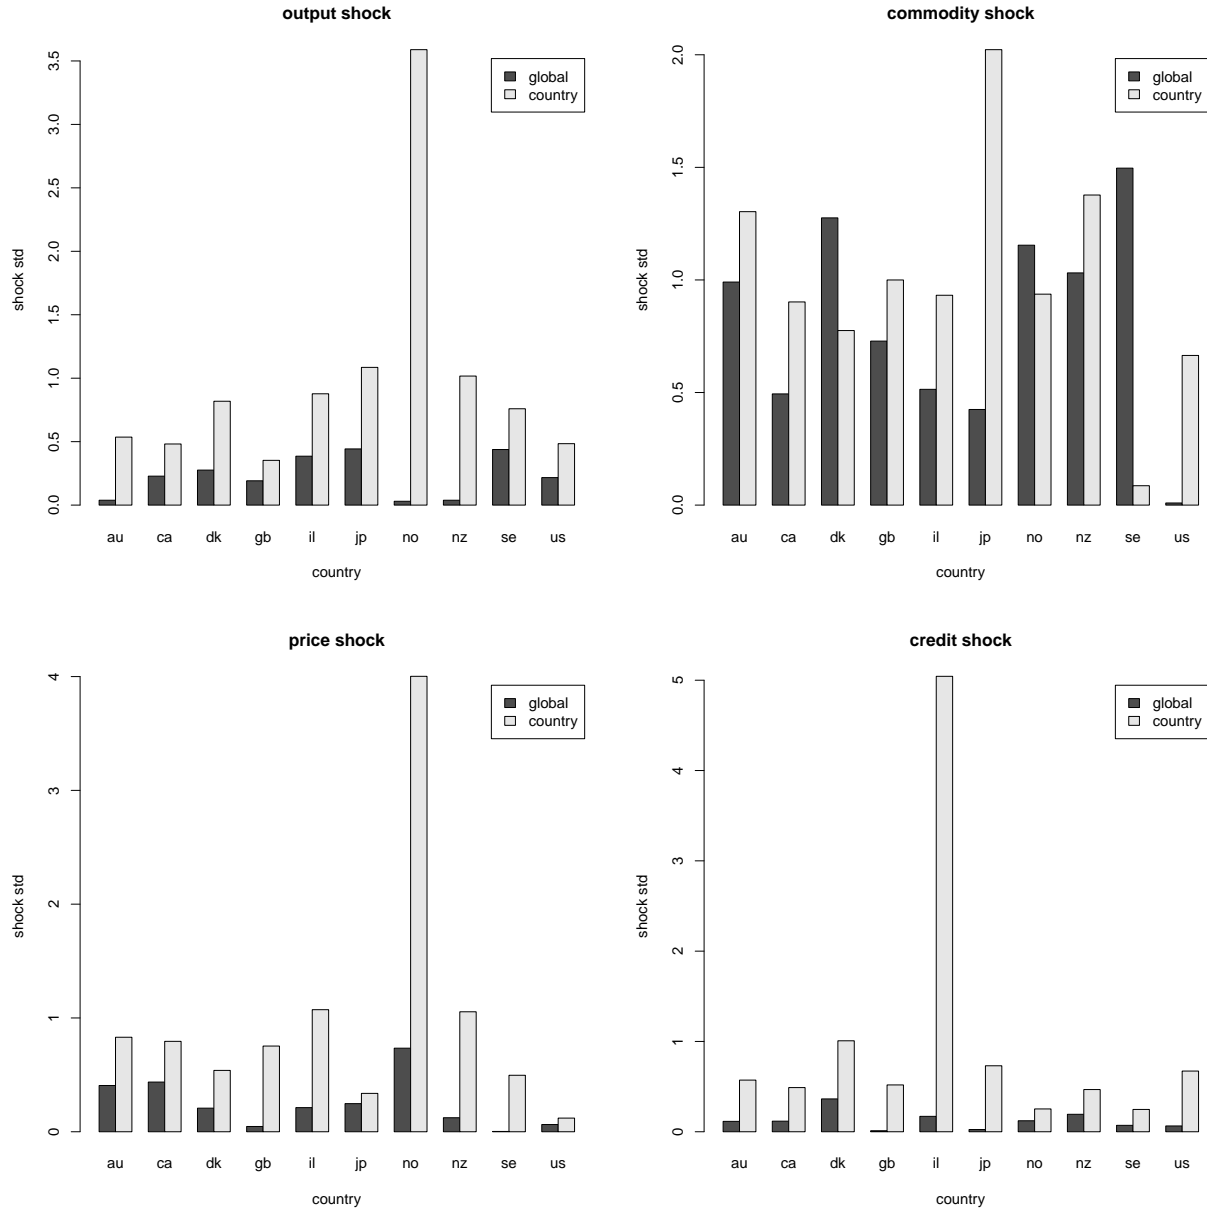 output shock
shock std
0.0 0.5 1.0 1.5 2.0 2.5 3.0 3.5
global
country
au ca dk gb il jp no nz se us
country
commodity shock
shock std
0.0 0.5 1.0 1.5 2.0
global
country
au ca dk gb il jp no nz se us
country
price shock
shock std
0 1 2 3 4
global
country
au ca dk gb il jp no nz se us
country
credit shock
shock std
0 1 2 3 4 5
global
country
au ca dk gb il jp no nz se us
country